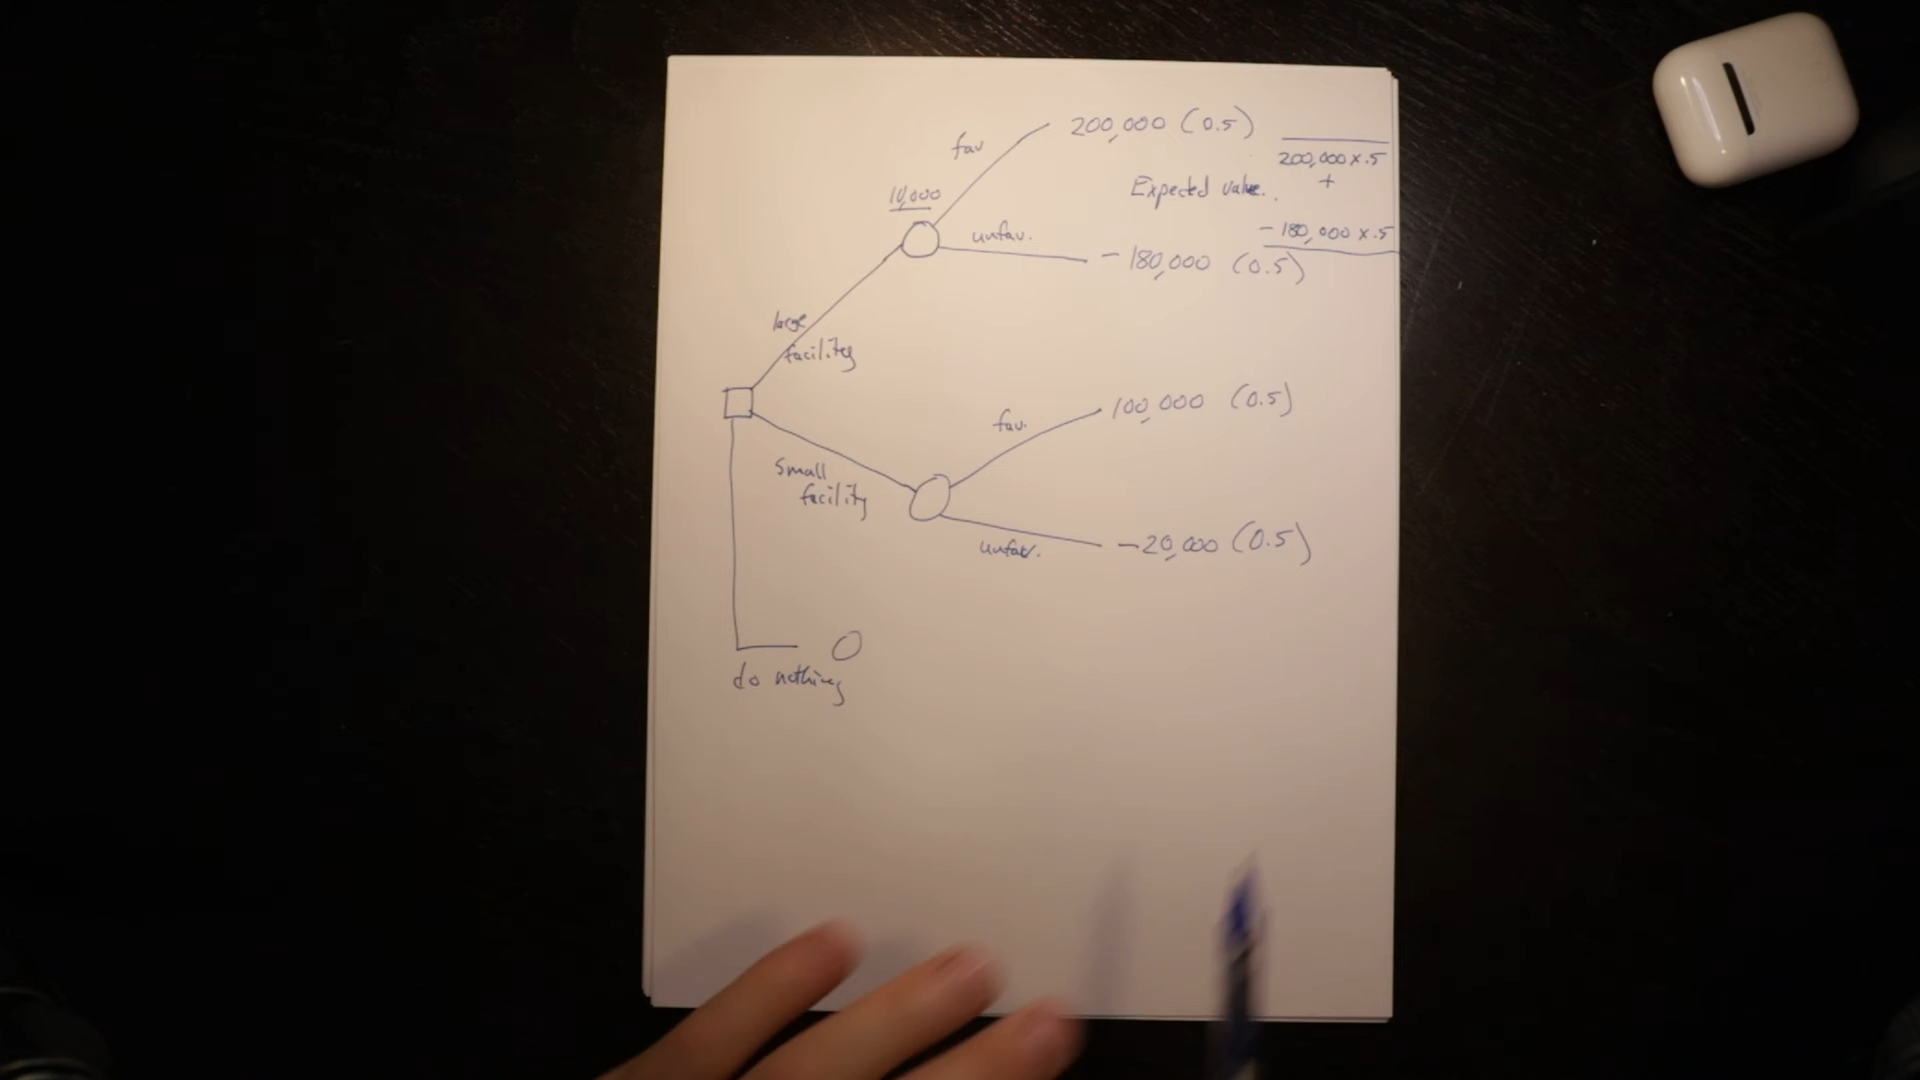 200,000 (0.5)
fav
200,000 x .5
+
Expected value.
10,000
- 180,000 x .5
unfav.
- 180,000 (0.5)
large
facility
100,000 (0.5)
fav.
Small
facility
-20,000 (0.5)
unfav.
0
do nothing